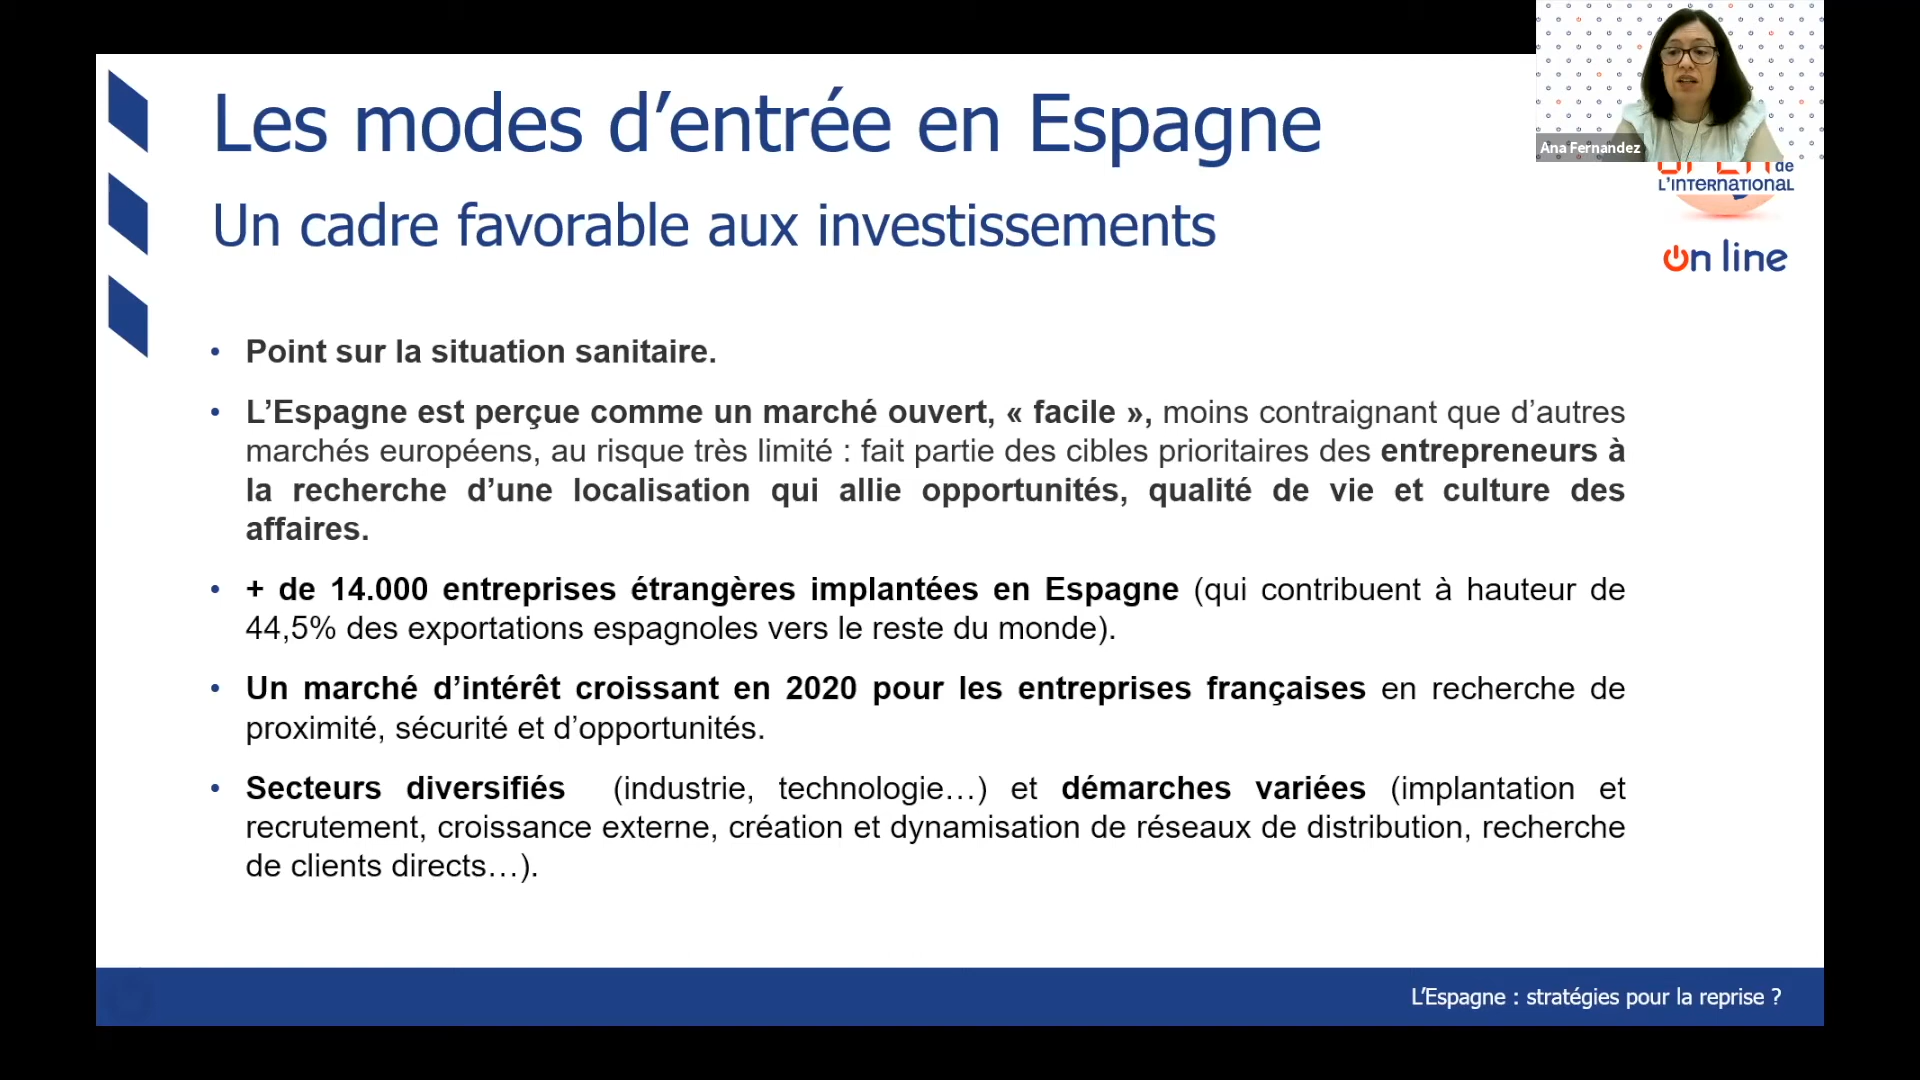 Les modes d’entrée en Espagne
Un cadre favorable aux investissements
Ana Fernandez
de
L'INTERNATIONAL
on line
• Point sur la situation sanitaire.
• L’Espagne est perçue comme un marché ouvert, « facile », moins contraignant que d’autres
marchés européens, au risque très limité : fait partie des cibles prioritaires des entrepreneurs à
la recherche d’une localisation qui allie opportunités, qualité de vie et culture des
affaires.
• + de 14.000 entreprises étrangères implantées en Espagne (qui contribuent à hauteur de
44,5% des exportations espagnoles vers le reste du monde).
• Un marché d’intérêt croissant en 2020 pour les entreprises françaises en recherche de
proximité, sécurité et d’opportunités.
• Secteurs diversifiés (industrie, technologie…) et démarches variées (implantation et
recrutement, croissance externe, création et dynamisation de réseaux de distribution, recherche
de clients directs…).
L’Espagne : stratégies pour la reprise ?